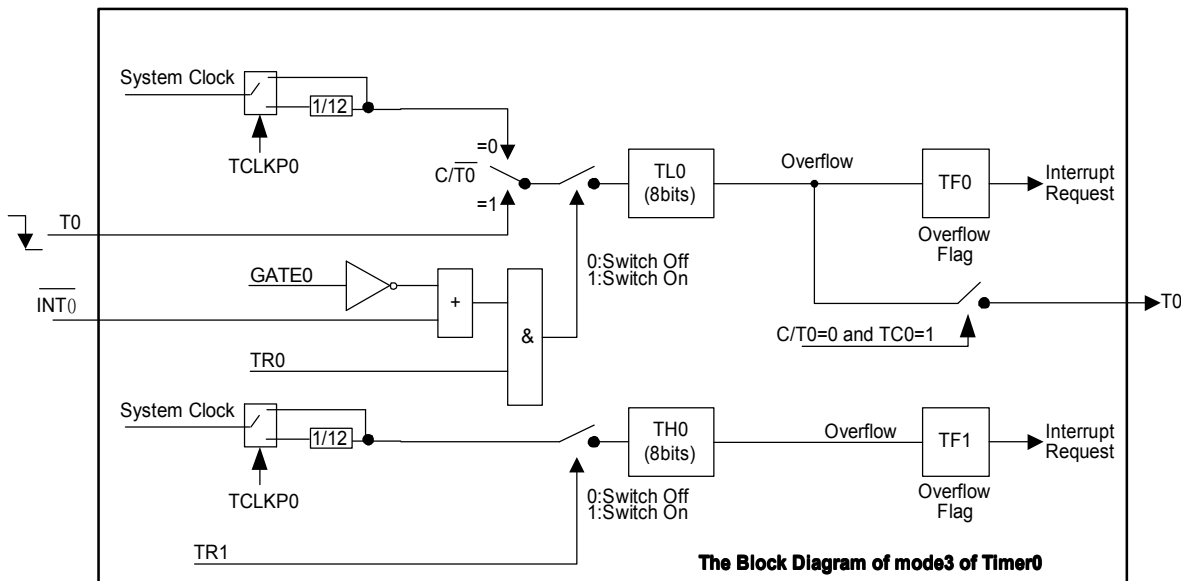 System Clock
1/12
TCLKP0
=0
C/T0
=1
TL0
(8bits)
Overflow
TF0
Interrupt
Request
Overflow
Flag
T0
0:Switch Off
1:Switch On
GATE0
INT0
+
&
TR0
T0
C/T0=0 and TC0=1
System Clock
1/12
TCLKP0
TH0
(8bits)
Overflow
TF1
Interrupt
Request
Overflow
Flag
0:Switch Off
1:Switch On
TR1
The Block Diagram of mode3 of Timer0